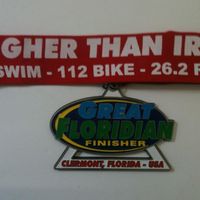 GHER THAN IR
SWIM - 112 BIKE - 26.2 R
GREAT
FLORIDIAN
FINISHER
CLERMONT, FLORIDA - USA